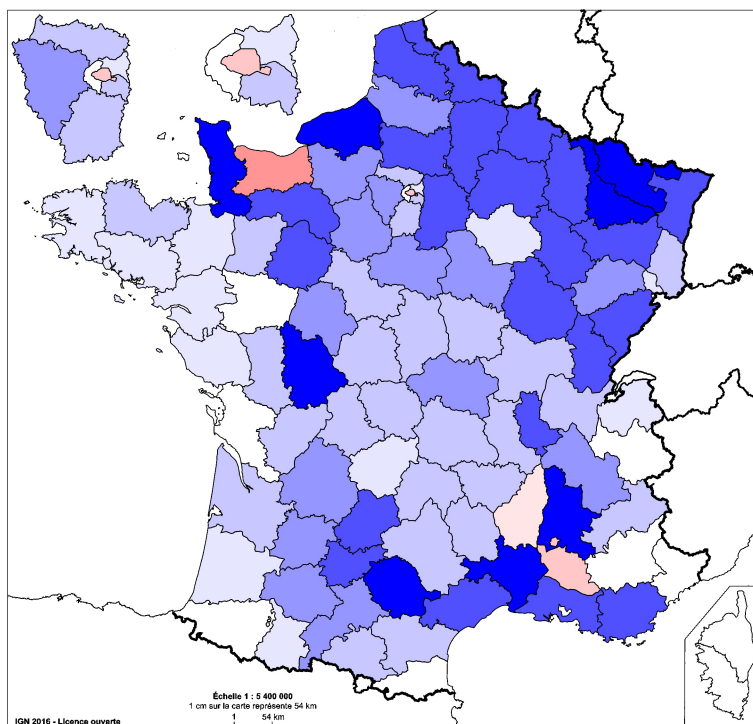 Échelle 1 : 5 400 000
1 cm sur la carte représente 54 km
1 54 km
IGN 2016 - Licence ouverte